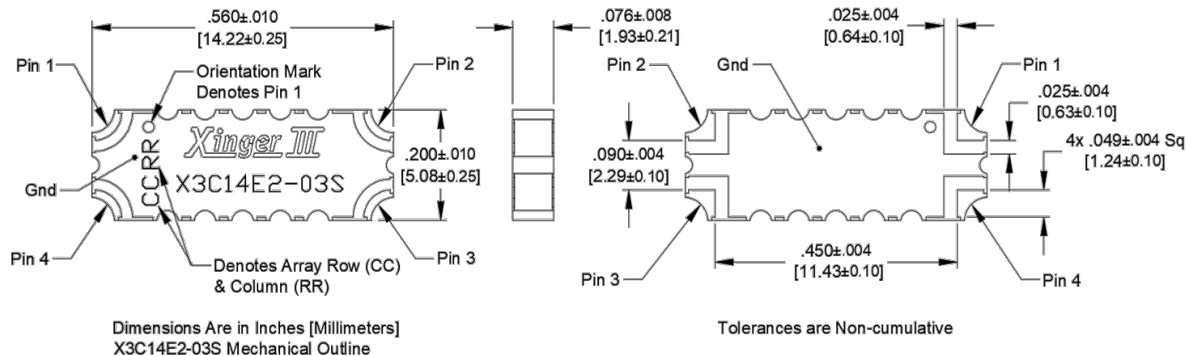 .560±.010
[14.22±0.25]
.076±.008
[1.93±0.21]
.025±.004
[0.64±0.10]
Pin 1
Orientation Mark
Denotes Pin 1
Pin 2
Pin 2
Gnd
Pin 1
.025±.004
[0.63±0.10]
Xinger III
X3C14E2-03S
CCRR
.200±.010
[5.08±0.25]
.090±.004
[2.29±0.10]
4x .049±.004 Sq
[1.24±0.10]
Gnd
Pin 4
Denotes Array Row (CC)
& Column (RR)
Pin 3
.450±.004
[11.43±0.10]
Pin 3
Pin 4
Dimensions Are in Inches [Millimeters]
X3C14E2-03S Mechanical Outline
Tolerances are Non-cumulative